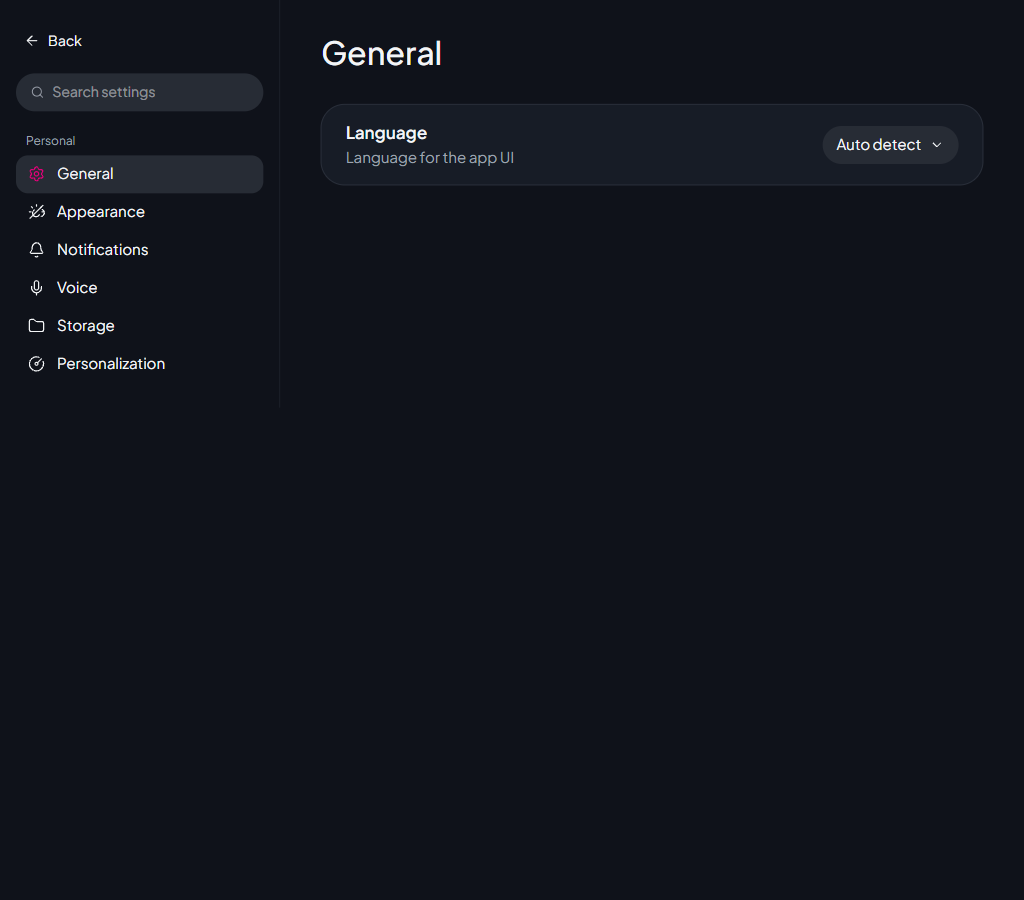 Back
Search settings
Personal
General
Appearance
Notifications
Voice
Storage
Personalization
General
Language
Language for the app UI
Auto detect